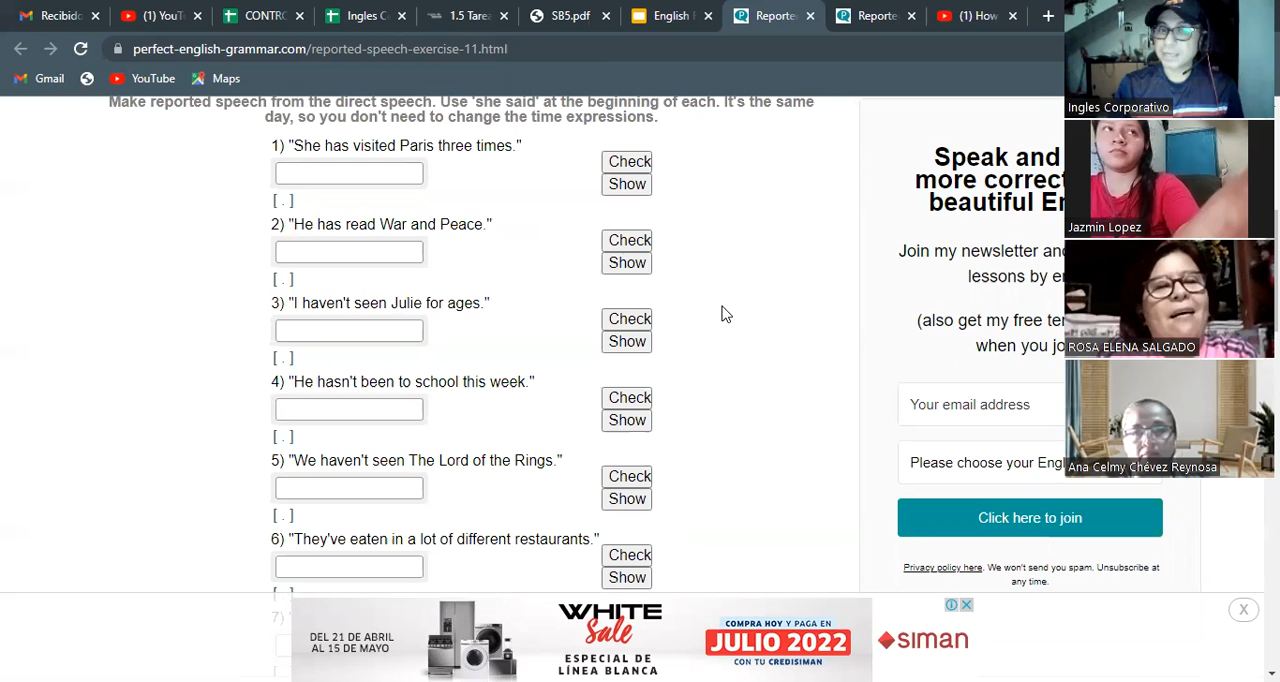 Recibido
(1) YouT
CONTRO
Ingles C
1.5 Tarea
SB5.pdf
English
Reporte
Reporte
(1) How
perfect-english-grammar.com/reported-speech-exercise-11.html
Gmail
YouTube
Maps
Make reported speech from the direct speech. Use 'she said' at the beginning of each. It's the same
day, so you don't need to change the time expressions.
1) "She has visited Paris three times."
Check
Show
[ . ]
2) "He has read War and Peace."
Check
Show
[ . ]
3) "I haven't seen Julie for ages."
Check
Show
[ . ]
4) "He hasn't been to school this week."
Check
Show
[ . ]
5) "We haven't seen The Lord of the Rings."
Check
Show
[ . ]
6) "They've eaten in a lot of different restaurants."
Check
Show
7) "
Speak and
more correct
beautiful En
Join my newsletter and
lessons by em
(also get my free
when you jo
Your email address
Please choose your Engl
Click here to join
Privacy policy here. We won't send you spam. Unsubscribe at
any time.
Ingles Corporativo
Jazmin Lopez
ROSA ELENA SALGADO
Ana Celmy Chévez Reynosa
DEL 21 DE ABRIL
AL 15 DE MAYO
WHITE
Sale
ESPECIAL DE
LÍNEA BLANCA
COMPRA HOY Y PAGA EN
JULIO 2022
CON TU CREDISIMAN
SIMAN
X